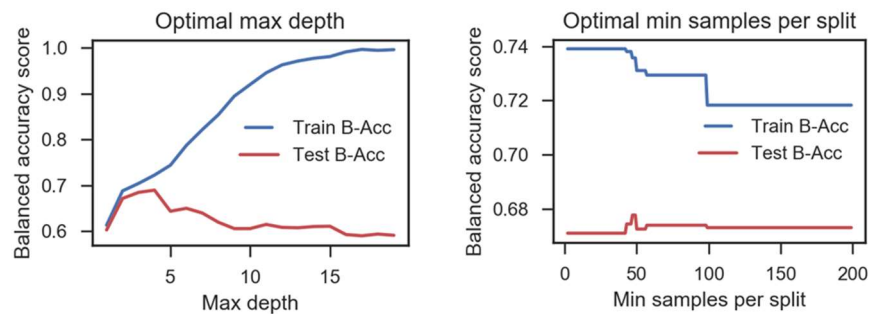 Optimal max depth
Balanced accuracy score
1.0
0.9
0.8
0.7
0.6
Train B-Acc
Test B-Acc
5
10
15
Max depth
Optimal min samples per split
Balanced accuracy score
0.74
0.72
0.70
0.68
Train B-Acc
Test B-Acc
0
50
100
150
200
Min samples per split